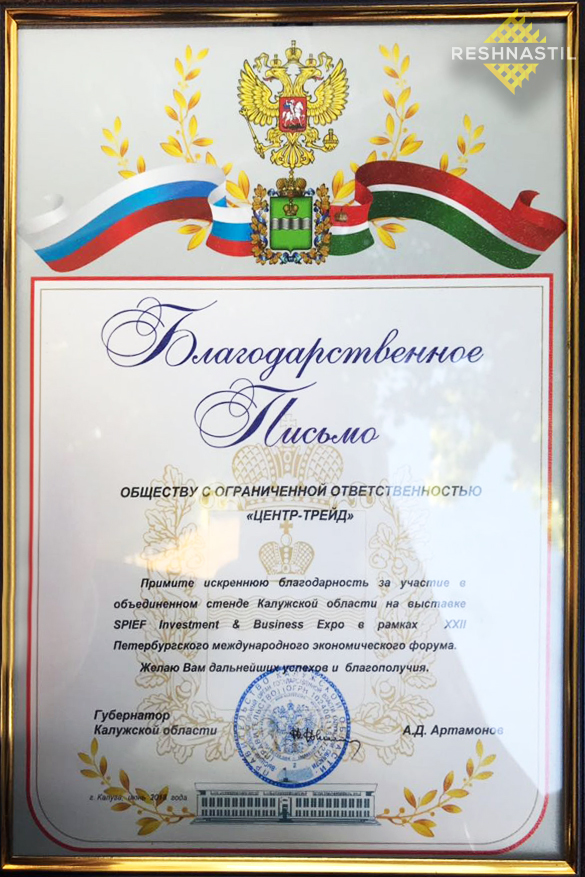 RESHNASTIL
Благодарственное
Письмо
ОБЩЕСТВУ С ОГРАНИЧЕННОЙ ОТВЕТСТВЕННОСТЬЮ
«ЦЕНТР-ТРЕЙД»
Примите искреннюю благодарность за участие в
объединенном стенде Калужской области на выставке
SPIEF Investment & Business Expo в рамках XXII
Петербургского международного экономического форума.
Желаю Вам дальнейших успехов и благополучия.
Губернатор
Калужской области
А.Д. Артамонов
г. Калуга июнь 2018 года